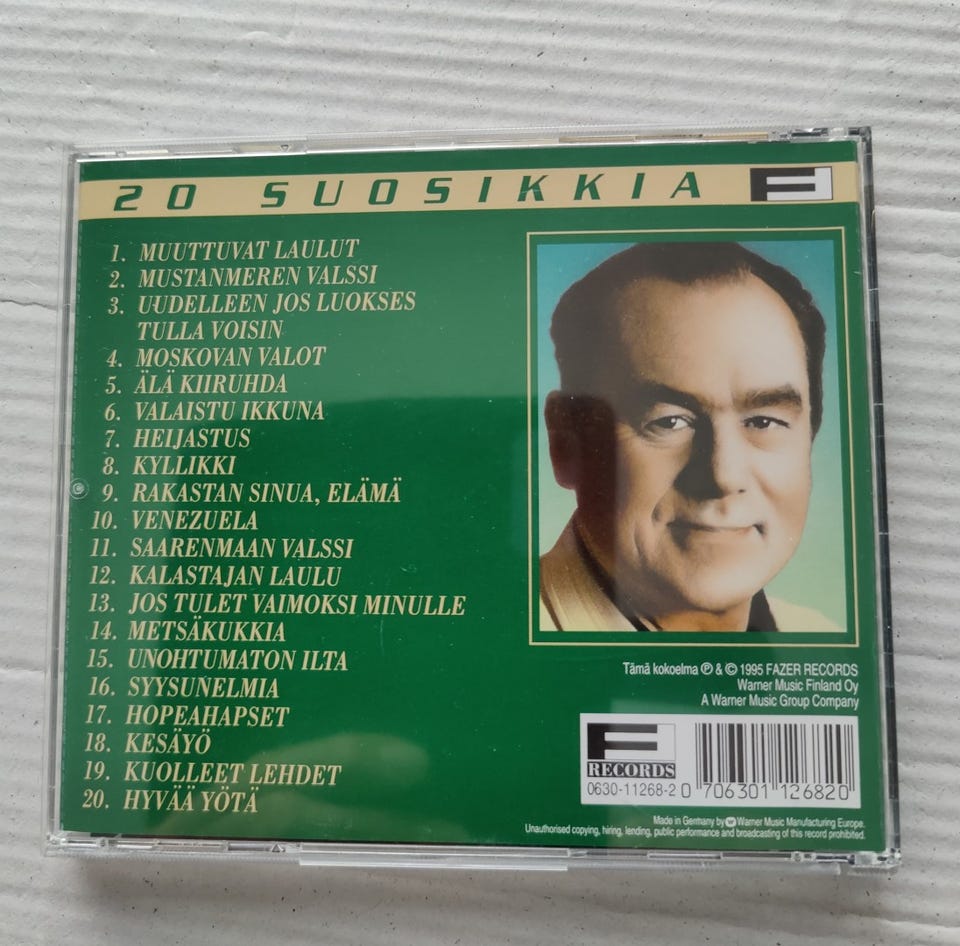 20 SUOSIKKIA F
1. MUUTTUVAT LAULUT
2. MUSTANMEREN VALSSI
3. UUDELLEEN JOS LUOKSES
TULLA VOISIN
4. MOSKOVAN VALOT
5. ÄLÄ KIIRUHDA
6. VALAISTU IKKUNA
7. HEIJASTUS
8. KYLLIKKI
9. RAKASTAN SINUA, ELÄMÄ
10. VENEZUELA
11. SAARENMAAN VALSSI
12. KALASTAJAN LAULU
13. JOS TULET VAIMOKSI MINULLE
14. METSÄKUKKIA
15. UNOHTUMATON ILTA
16. SYYSUNELMIA
17. HOPEAHAPSET
18. KESÄYÖ
19. KUOLLEET LEHDET
20. HYVÄÄ YÖTÄ
Tämä kokoelma ℗ & © 1995 FAZER RECORDS
Warner Music Finland Oy
A Warner Music Group Company
F
RECORDS
0630-11268-2
0 706301 126820
Made in Germany by Warner Music Manufacturing Europe.
Unauthorised copying, hiring, lending, public performance and broadcasting of this record prohibited.